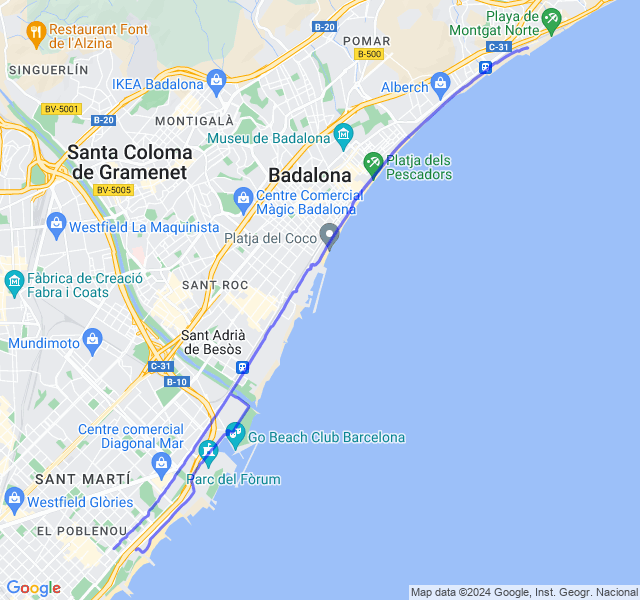 Playa de
Montgat Norte
Restaurant Font
de l'Alzina
B-20
POMAR
C-31
B-500
SINGUERLÍN
IKEA Badalona
Alberch
BV-5001
B-20
MONTIGALÀ
Museu de Badalona
Santa Coloma
de Gramenet
Badalona
Platja dels
Pescadors
BV-5005
Centre Comercial
Màgic Badalona
Westfield La Maquinista
Platja del Coco
Fàbrica de Creació
Fabra i Coats
SANT ROC
Sant Adrià
de Besòs
Mundimoto
C-31
B-10
Centre comercial
Diagonal Mar
Go Beach Club Barcelona
SANT MARTÍ
Parc del Fòrum
Westfield Glòries
EL POBLENOU
Google
Map data ©2024 Google, Inst. Geogr. Nacional